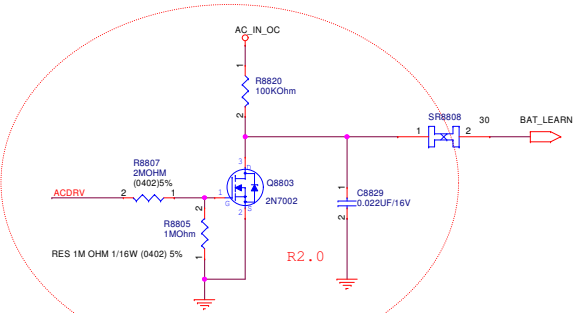 AC_IN_OC
1
R8820
100KOhm
2
SR8808
30
BAT_LEARN
1
2
R8807
2MOHM
(0402)5%
3
D
Q8803
2N7002
ACDRV
2
1
1
G
S
2
1
C8829
0.022UF/16V
2
2
R8805
1MOhm
1
RES 1M OHM 1/16W (0402) 5%
R2.0